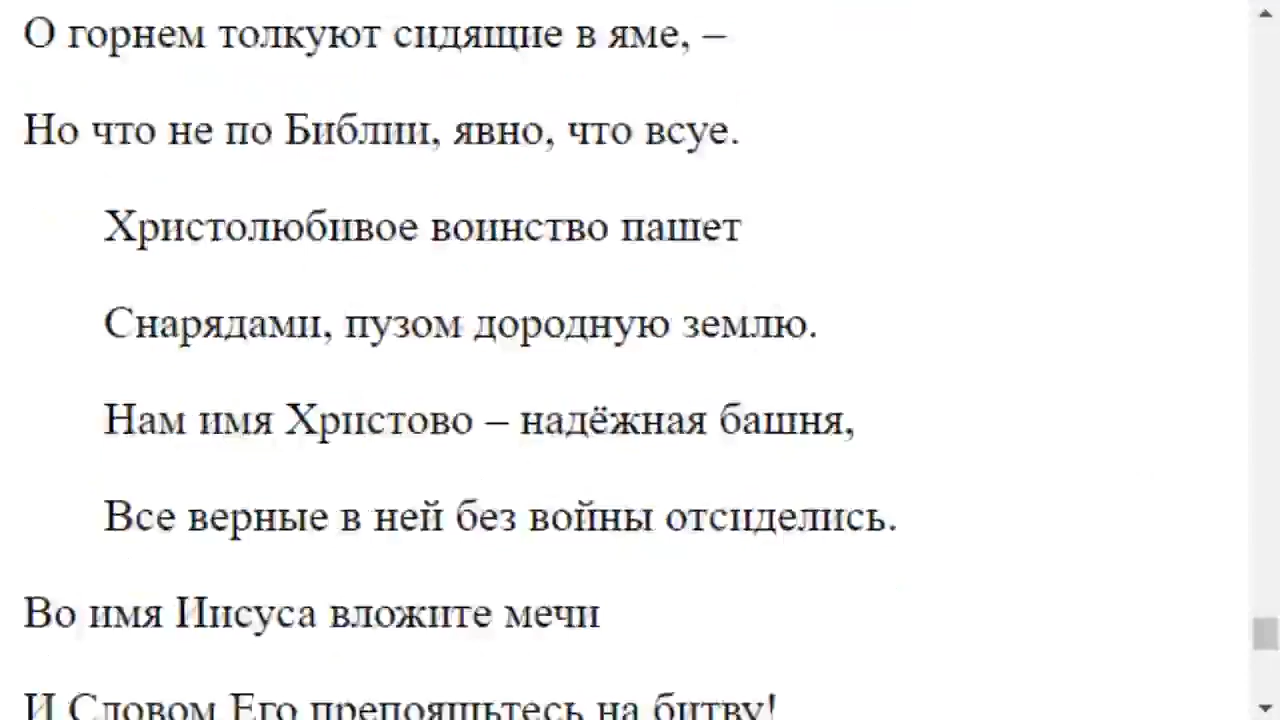 О горнем толкуют сидящие в яме, –
Но что не по Библии, явно, что всуе.
Христолюбивое воинство пашет
Снарядами, пузом дородную землю.
Нам имя Христово – надёжная башня,
Все верные в ней без войны отсиделись.
Во имя Иисуса вложите мечи
И Словом Его препояшьтесь на битву!